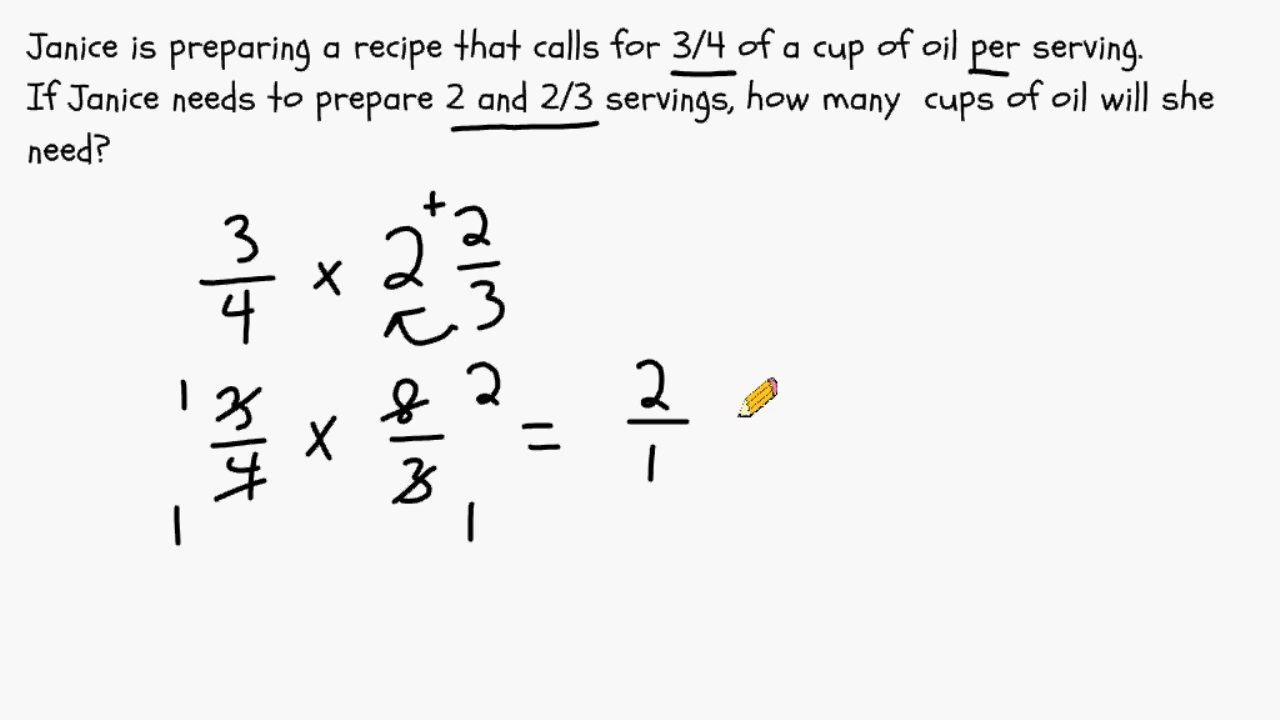 Janice is preparing a recipe that calls for 3/4 of a cup of oil per serving.
If Janice needs to prepare 2 and 2/3 servings, how many cups of oil will she
need?
3/4 x 2 + 2/3
1 3/4 1 x 8/3 2 1 = 2/1